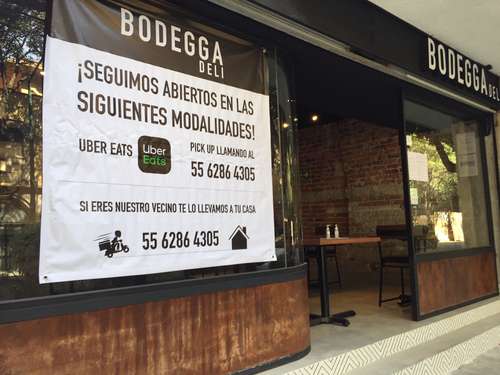 BODEGGA
DELI
¡SEGUIMOS ABIERTOS EN LAS
SIGUIENTES MODALIDADES!
UBER EATS
Uber
Eats
PICK UP LLAMANDO AL
55 6286 4305
SI ERES NUESTRO VECINO TE LO LLEVAMOS A TU CASA
55 6286 4305
BODEGGA
DELI